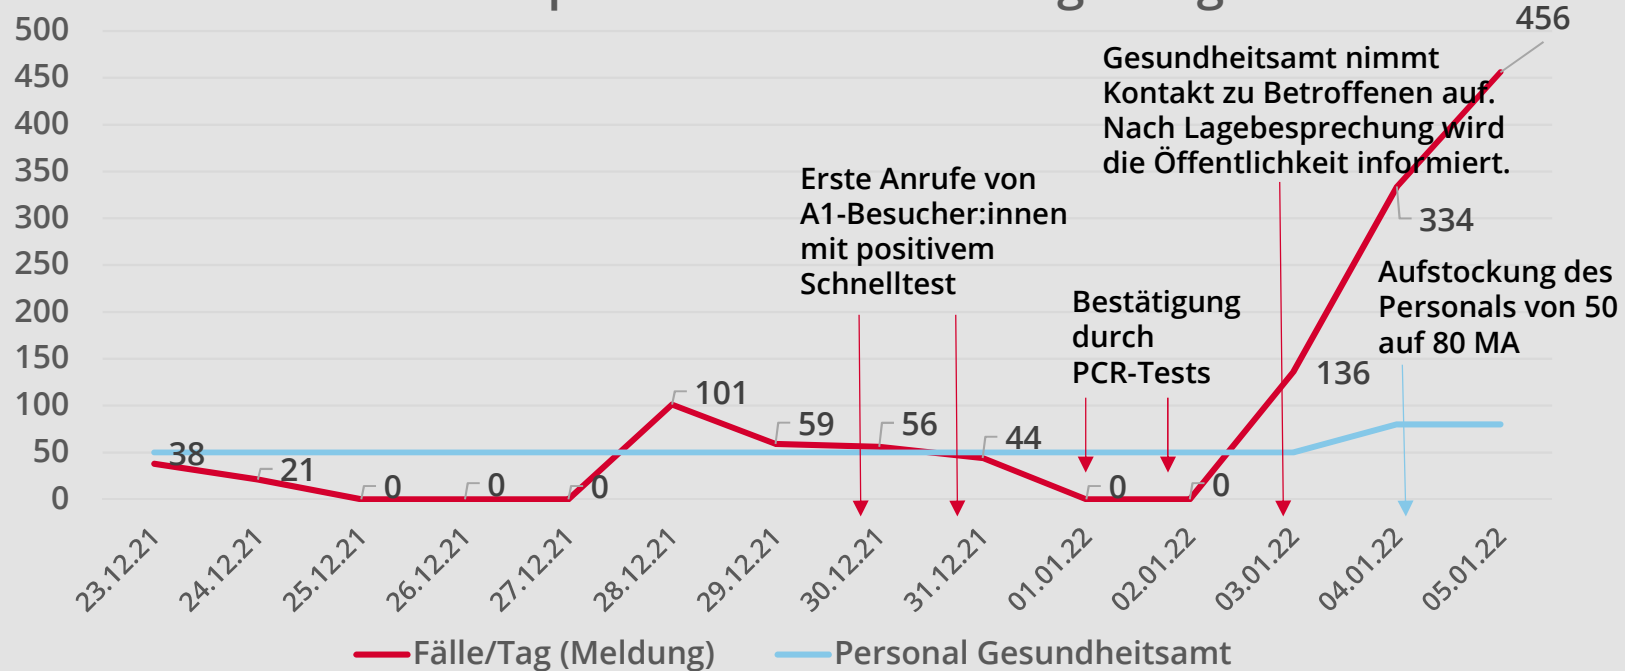 456
500
450
400
350
300
250
200
150
100
50
0
Gesundheitsamt nimmt
Kontakt zu Betroffenen auf.
Nach Lagebesprechung wird
die Öffentlichkeit informiert.
Erste Anrufe von
A1-Besucher:innen
mit positivem
Schnelltest
334
Aufstockung des
Personals von 50
auf 80 MA
Bestätigung
durch
PCR-Tests
136
101
59
56
44
38
21
0
0
0
0
0
23.12.21
24.12.21
25.12.21
26.12.21
27.12.21
28.12.21
29.12.21
30.12.21
31.12.21
01.01.22
02.01.22
03.01.22
04.01.22
05.01.22
Fälle/Tag (Meldung)
Personal Gesundheitsamt